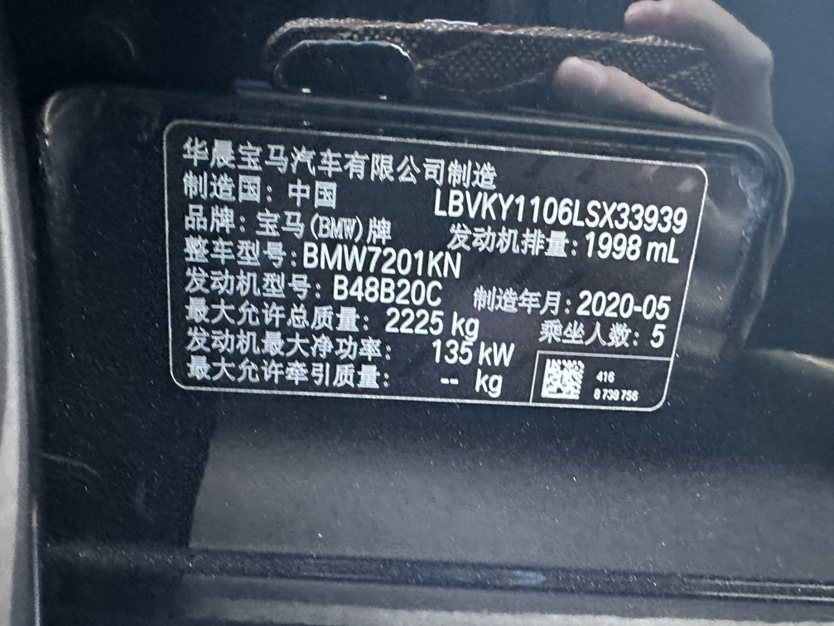 华晨宝马汽车有限公司制造
制造国：中国 LBVKY1106LSX33939
品牌：宝马(BMW)牌 发动机排量：1998 mL
整车型号：BMW7201KN
发动机型号：B48B20C 制造年月：2020-05
最大允许总质量：2225 kg 乘坐人数：5
发动机最大净功率：135 kW
最大允许牵引质量：-- kg
416
8 738 756